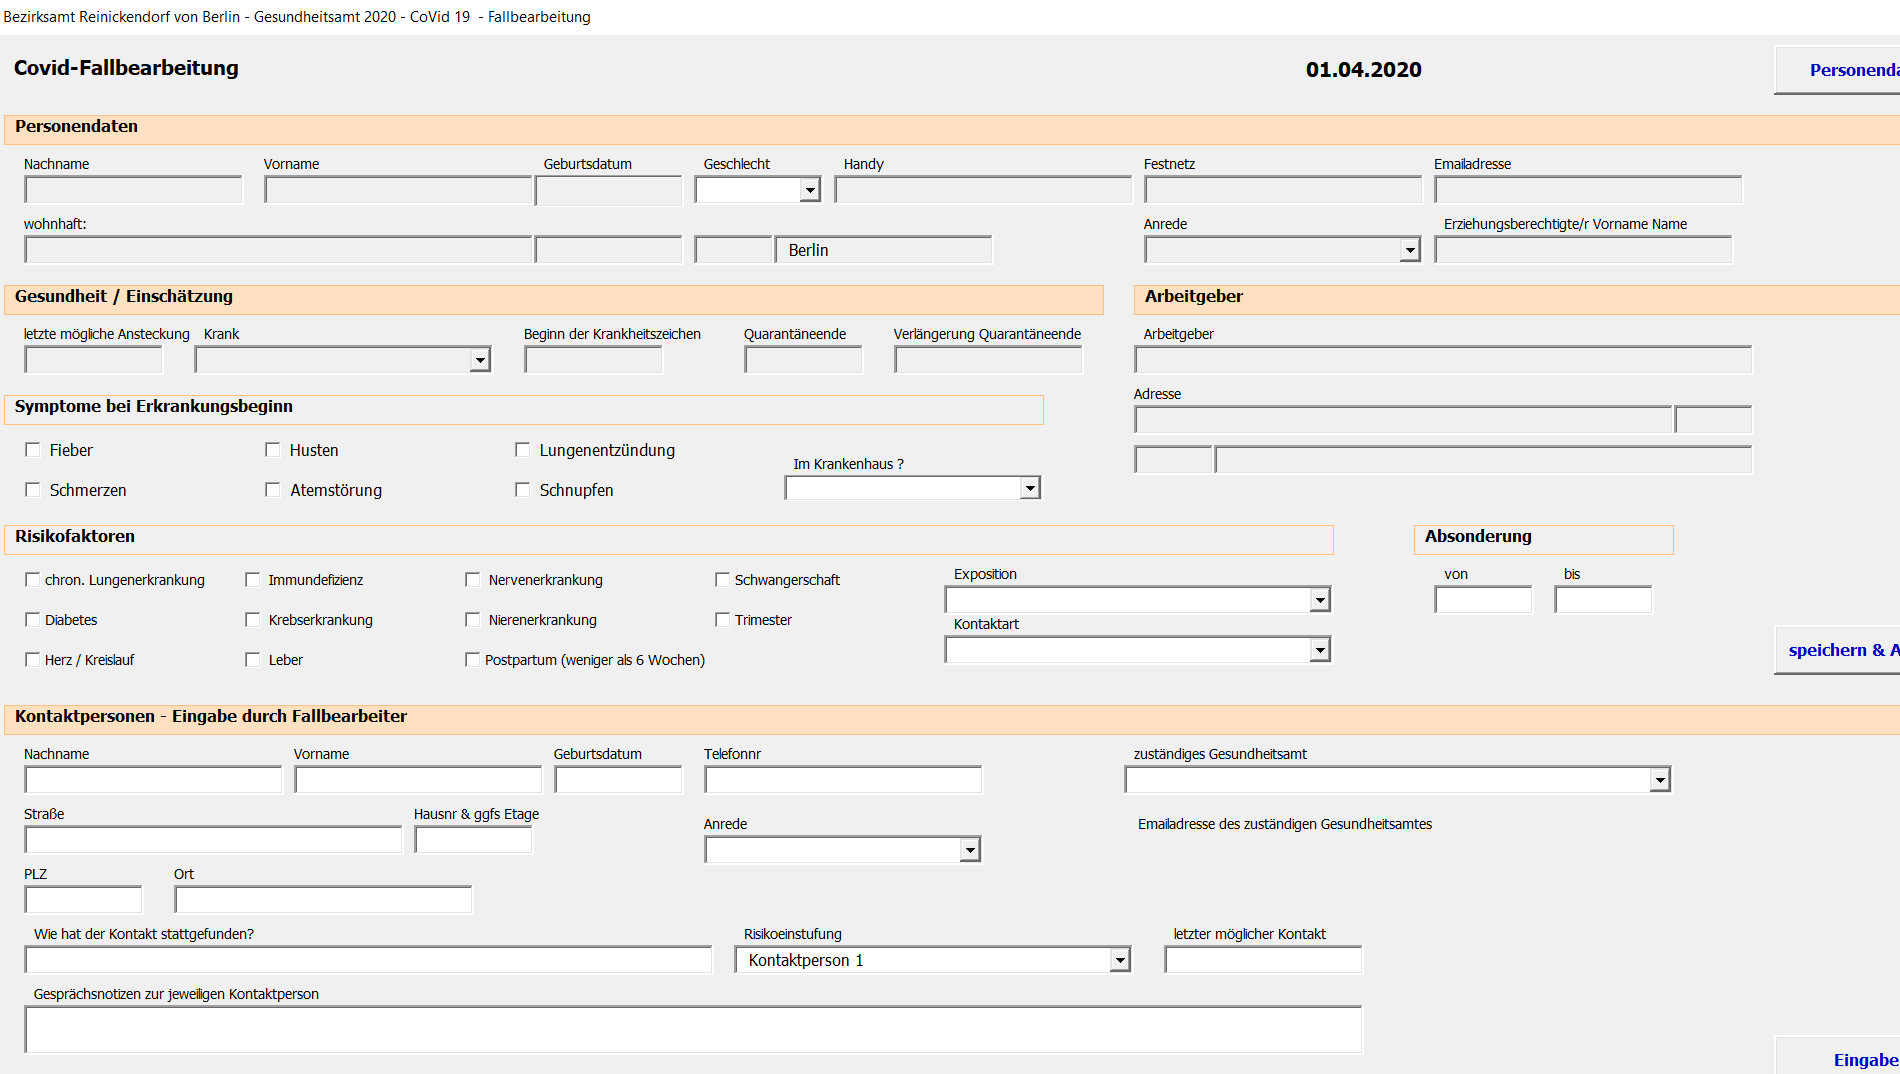 Bezirksamt Reinickendorf von Berlin - Gesundheitsamt 2020 - CoVid 19  - Fallbearbeitung
Covid-Fallbearbeitung 01.04.2020
Personendaten
Nachname Vorname Geburtsdatum Geschlecht Handy Festnetz Emailadresse
wohnhaft: Anrede Erziehungsberechtigte/r Vorname Name
Berlin
Gesundheit / Einschätzung Arbeitgeber
letzte mögliche Ansteckung Krank Beginn der Krankheitszeichen Quarantäneende Verlängerung Quarantäneende Arbeitgeber
Adresse
Symptome bei Erkrankungsbeginn
Fieber Husten Lungenentzündung
Im Krankenhaus ?
Schmerzen Atemstörung Schnupfen
Risikofaktoren Absonderung
chron. Lungenerkrankung Immundefizienz Nervenerkrankung Schwangerschaft Exposition von bis
Diabetes Krebserkrankung Nierenerkrankung Trimester Kontaktart
Herz / Kreislauf Leber Postpartum (weniger als 6 Wochen) speichern & A
Kontaktpersonen - Eingabe durch Fallbearbeiter
Nachname Vorname Geburtsdatum Telefonnr zuständiges Gesundheitsamt
Straße Hausnr & ggfs Etage Anrede Emailadresse des zuständigen Gesundheitsamtes
PLZ Ort
Wie hat der Kontakt stattgefunden? Risikoeinstufung letzter möglicher Kontakt
Kontaktperson 1
Gesprächsnotizen zur jeweiligen Kontaktperson
Eingabe